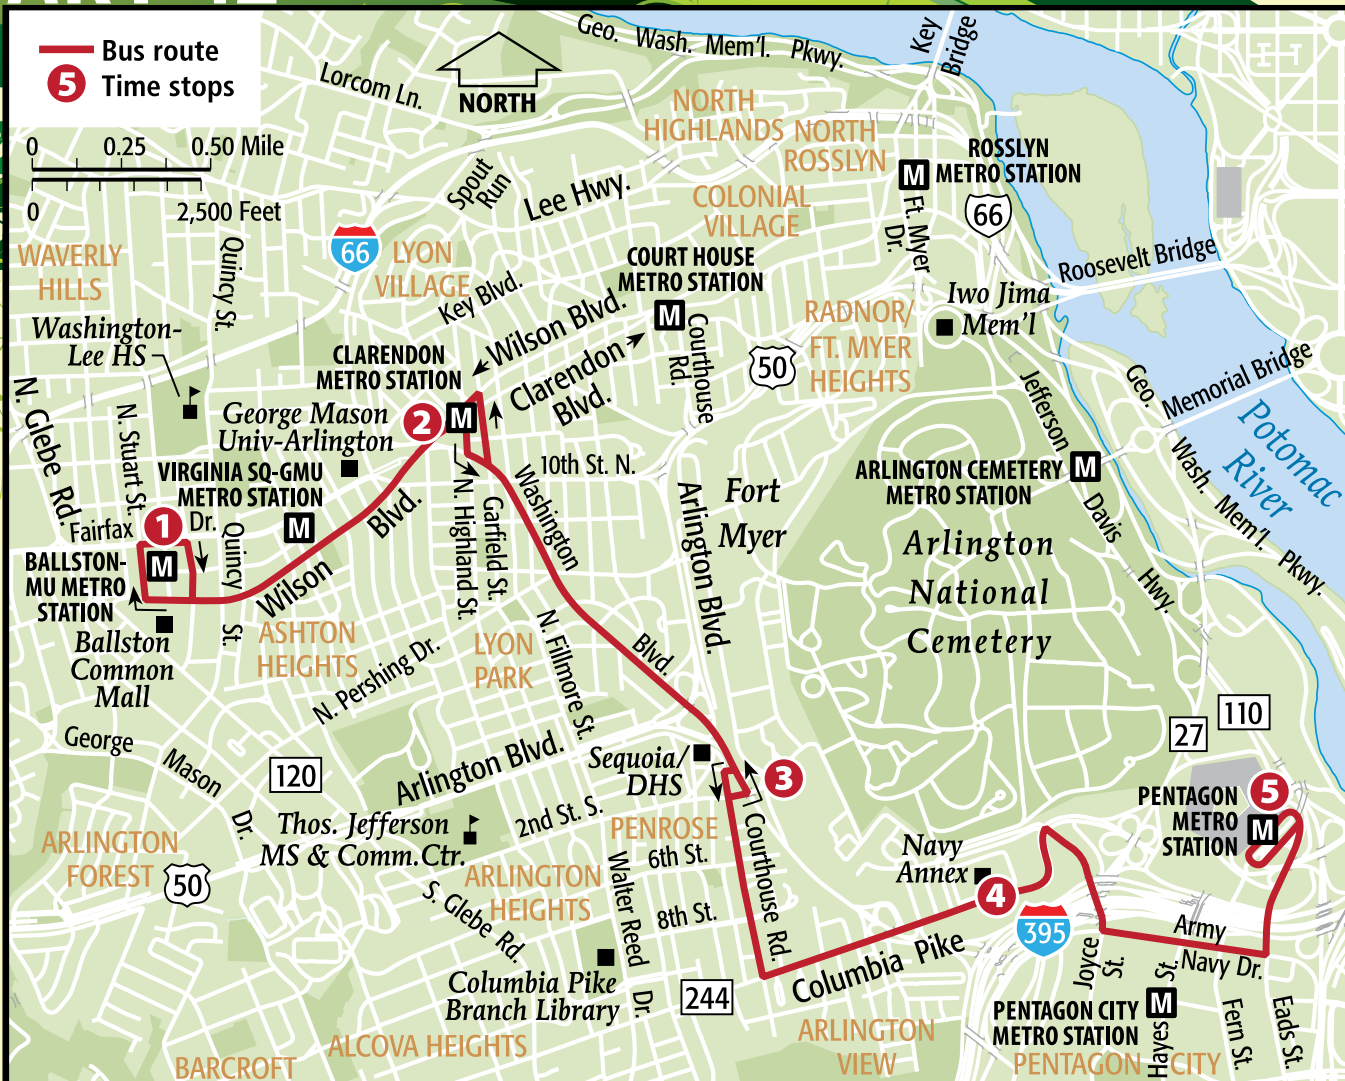 Bus route
5 Time stops
NORTH
0 0.25 0.50 Mile
0 2,500 Feet
Lorcom Ln.
Geo. Wash. Mem'l. Pkwy.
Key
Bridge
NORTH
HIGHLANDS
NORTH
ROSSLYN
ROSSLYN
METRO STATION
M
66
Spout
Run
Lee Hwy.
COLONIAL
VILLAGE
Ft. Myer
Dr.
WAVERLY
HILLS
Quincy St.
66
LYON
VILLAGE
COURT HOUSE
METRO STATION
M
Roosevelt Bridge
Key Blvd.
Wilson Blvd.
Iwo Jima
Mem'l
RADNOR/
FT. MYER
HEIGHTS
Washington-
Lee HS
CLARENDON
METRO STATION
Clarendon
Blvd.
Courthouse
Rd.
50
Jefferson
Davis
Hwy.
Geo.
Wash.
Mem'l.
Pkwy.
Memorial Bridge
Potomac
River
N. Glebe Rd.
N. Stuart St.
George Mason
Univ-Arlington
2
M
10th St. N.
Washington
Blvd.
VIRGINIA SQ-GMU
METRO STATION
M
N. Highland St.
Garfield St.
Arlington Blvd.
Fort
Myer
ARLINGTON CEMETERY
METRO STATION
M
Arlington
National
Cemetery
Fairfax
Dr.
1
M
Quincy
St.
BALLSTON-
MU METRO
STATION
Wilson
Blvd.
Ballston
Common
Mall
ASHTON
HEIGHTS
LYON
PARK
N. Fillmore St.
N. Pershing Dr.
George
Mason
Dr.
120
Arlington Blvd.
Sequoia/
DHS
3
27
110
Thos. Jefferson
MS & Comm.Ctr.
2nd St. S.
PENROSE
6th St.
Courthouse Rd.
PENTAGON
METRO
STATION
5
M
ARLINGTON
FOREST
50
ARLINGTON
HEIGHTS
Walter Reed
Dr.
8th St.
Navy
Annex
4
395
S. Glebe Rd.
Army
Navy Dr.
Columbia Pike
Joyce
St.
Columbia Pike
Branch Library
244
PENTAGON CITY
METRO STATION
M
Hayes
St.
Fern St.
Eads St.
ALCOVA HEIGHTS
ARLINGTON
VIEW
PENTAGON CITY
BARCROFT